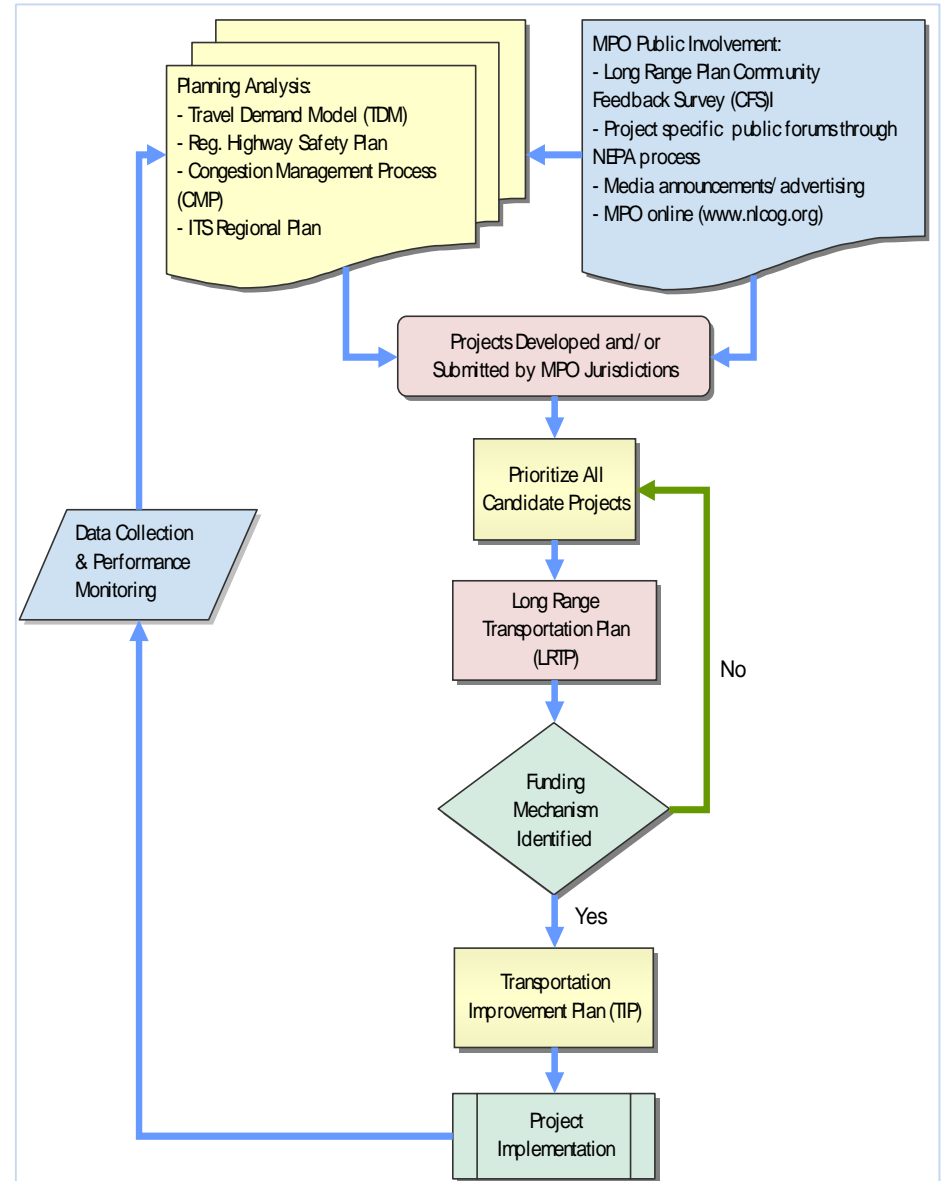 Planning Analysis:
- Travel Demand Model (TDM)
- Reg. Highway Safety Plan
- Congestion Management Process
(CMP)
- ITS Regional Plan
MPO Public Involvement:
- Long Range Plan Community
Feedback Survey (CFS)I
- Project specific public forums through
NEPA process
- Media announcements/ advertising
- MPO online (www.nlcog.org)
Projects Developed and/ or
Submitted by MPO Jurisdictions
Prioritize All
Candidate Projects
Data Collection
& Performance
Monitoring
Long Range
Transportation Plan
(LRTP)
No
Funding
Mechanism
Identified
Yes
Transportation
Improvement Plan (TIP)
Project
Implementation